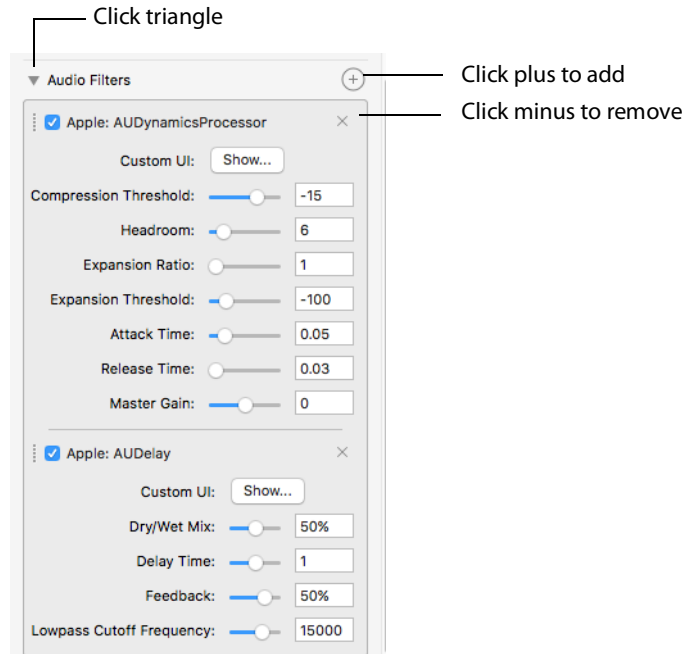 Click triangle
Audio Filters
Click plus to add
Click minus to remove
Apple: AUDynamicsProcessor
Custom UI: Show...
Compression Threshold: -15
Headroom: 6
Expansion Ratio: 1
Expansion Threshold: -100
Attack Time: 0.05
Release Time: 0.03
Master Gain: 0
Apple: AUDelay
Custom UI: Show...
Dry/Wet Mix: 50%
Delay Time: 1
Feedback: 50%
Lowpass Cutoff Frequency: 15000